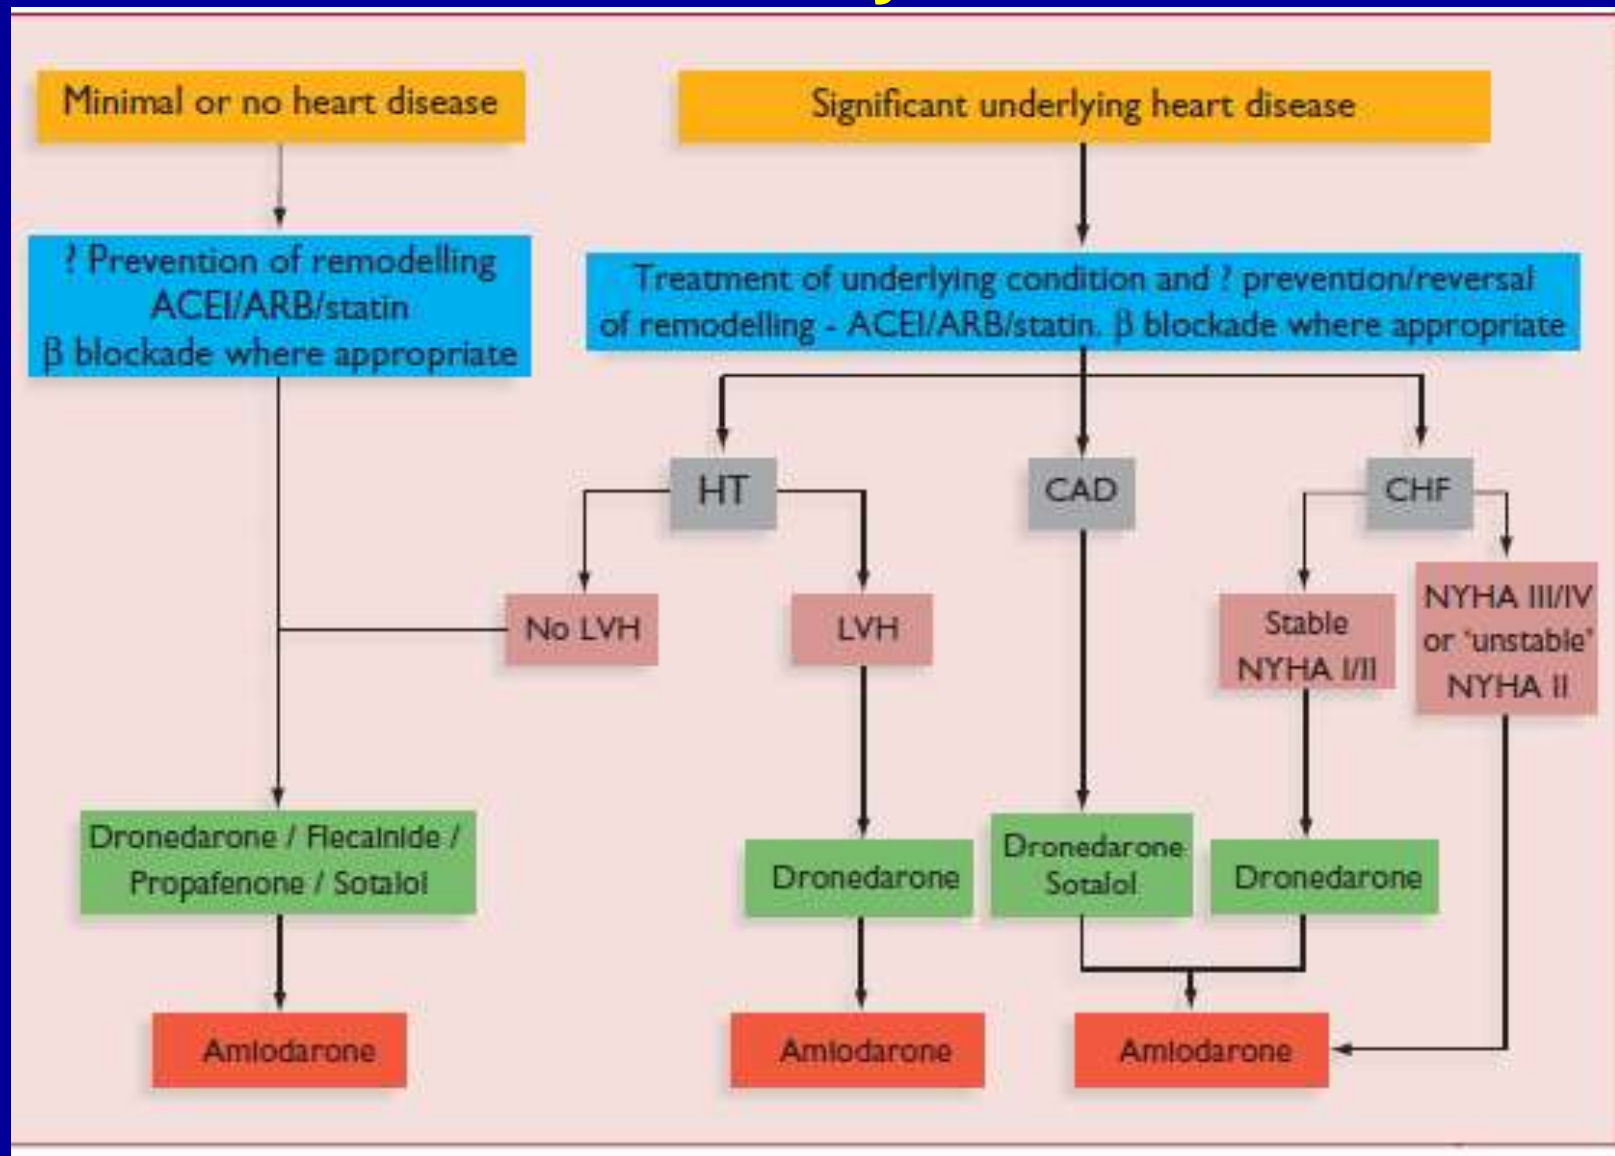 Minimal or no heart disease
Significant underlying heart disease
? Prevention of remodelling
ACEI/ARB/statin
β blockade where appropriate
Treatment of underlying condition and ? prevention/reversal
of remodelling - ACEI/ARB/statin. β blockade where appropriate
HT
CAD
CHF
No LVH
LVH
Stable
NYHA I/II
NYHA III/IV
or 'unstable'
NYHA II
Dronedarone / Flecainide /
Propafenone / Sotalol
Dronedarone
Dronedarone
Sotalol
Dronedarone
Amiodarone
Amiodarone
Amiodarone